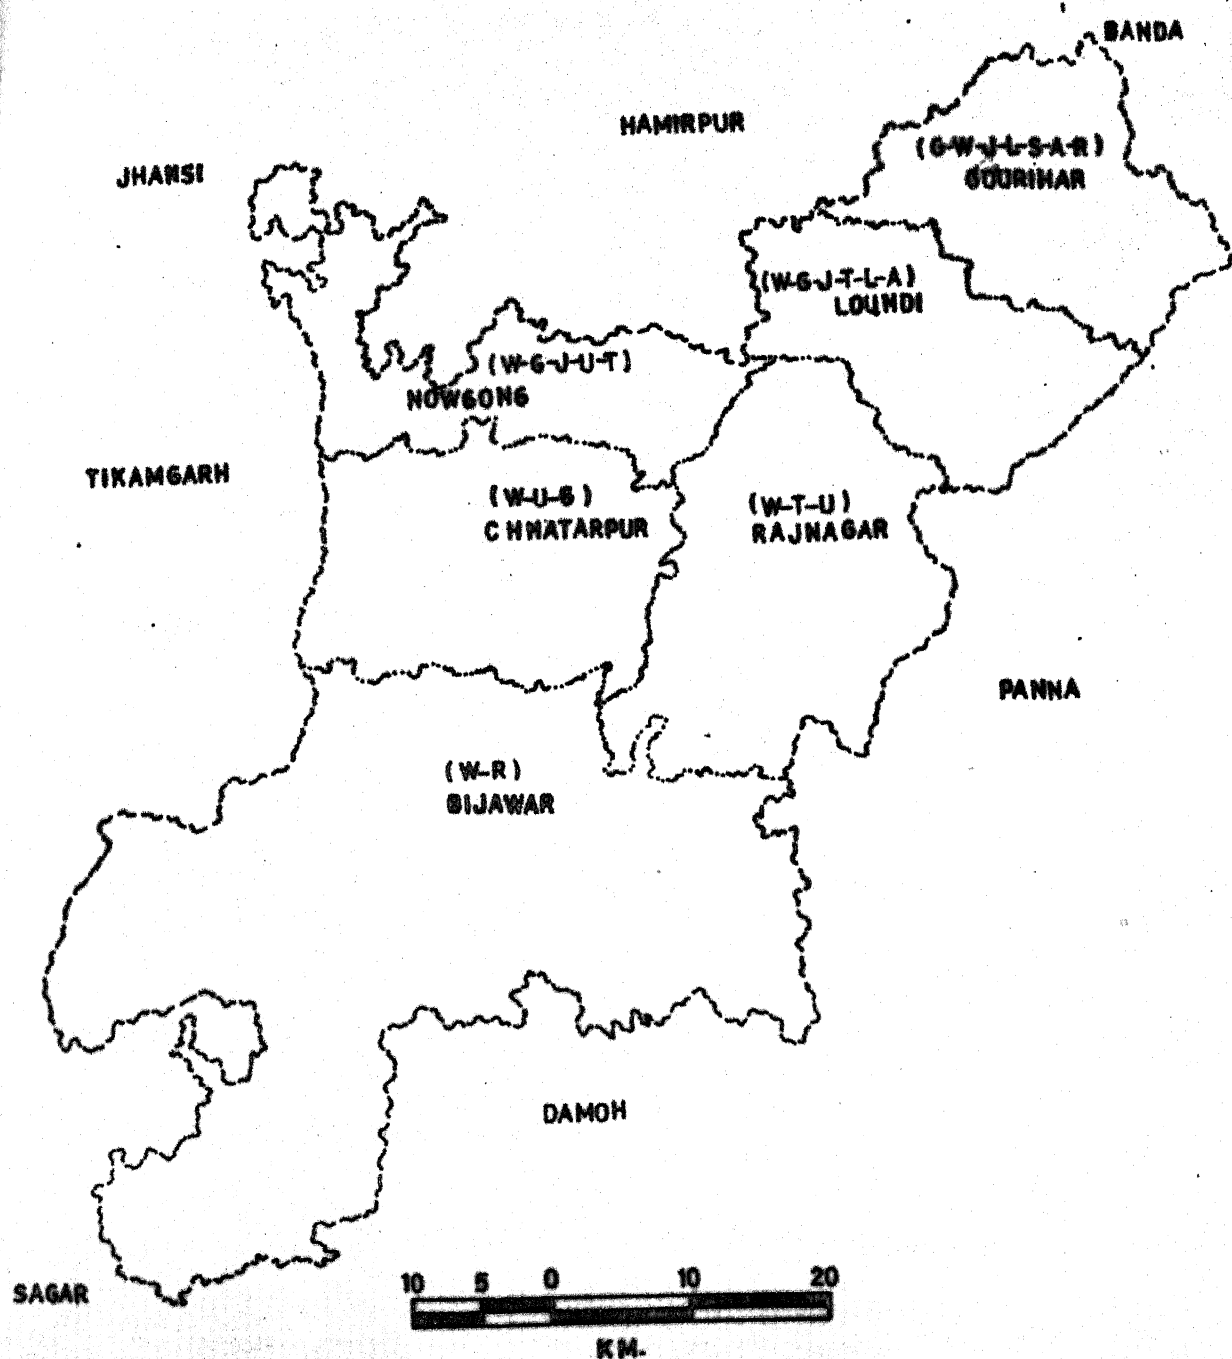 BANDA
HAMIRPUR
(G-W-J-L-S-A-R)
GOURIHAR
JHANSI
(W-G-J-T-L-A)
LOUNDI
(W-G-J-U-T)
NOWGONG
TIKAMGARH
(W-U-G)
CHHATARPUR
(W-T-U)
RAJNAGAR
PANNA
(W-R)
BIJAWAR
DAMOH
SAGAR
10 5 0 10 20
KM.